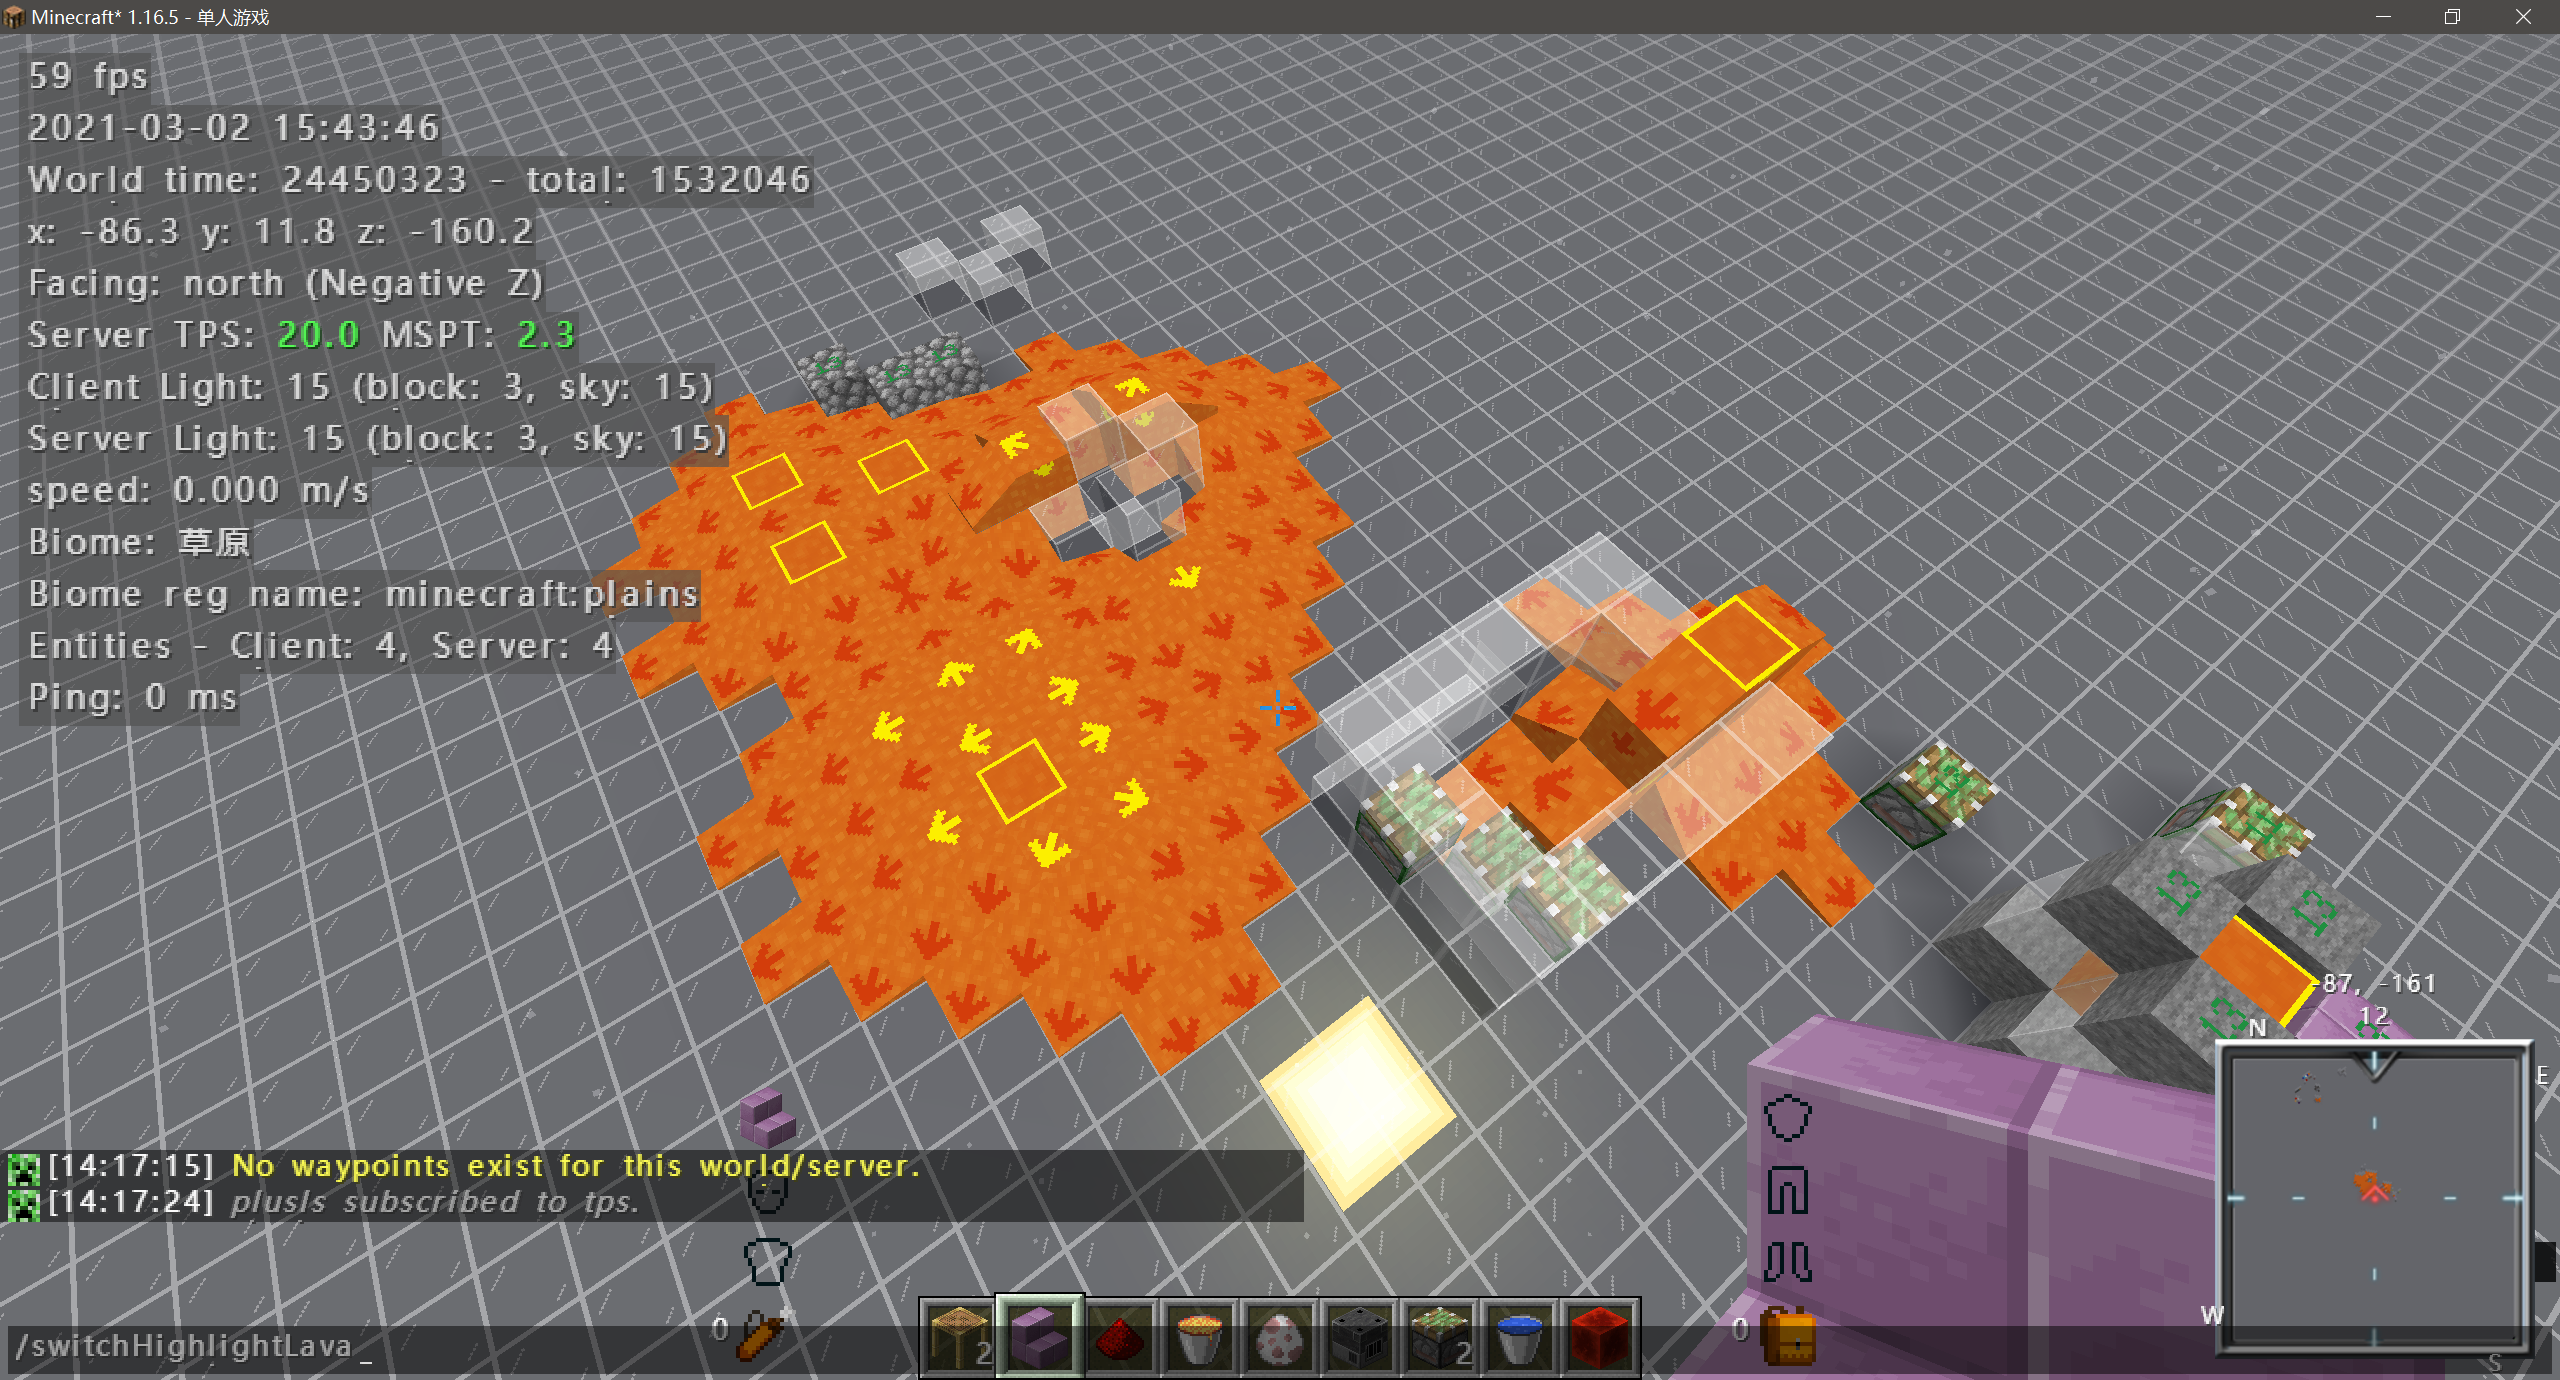 Minecraft* 1.16.5 - 单人游戏
59 fps
2021-03-02 15:43:46
World time: 24450323 - total: 1532046
x: -86.3 y: 11.8 z: -160.2
Facing: north (Negative Z)
Server TPS: 20.0 MSPT: 2.3
Client Light: 15 (block: 3, sky: 15)
Server Light: 15 (block: 3, sky: 15)
speed: 0.000 m/s
Biome: 草原
Biome reg name: minecraft:plains
Entities - Client: 4, Server: 4
Ping: 0 ms
13
13
13
-87, -161
12
N
E
W
S
[14:17:15] No waypoints exist for this world/server.
[14:17:24] plusls subscribed to tps.
/switchHighlightLava_
0
2
2
0